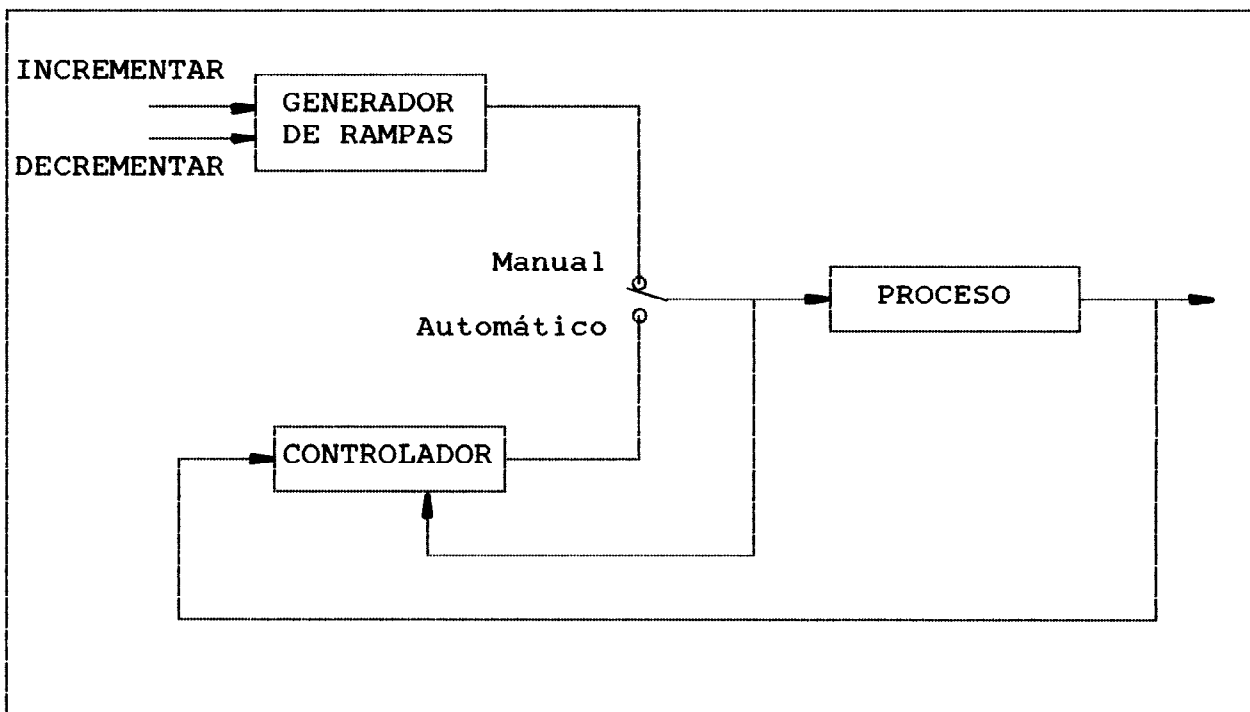 INCREMENTAR
GENERADOR
DE RAMPAS
DECREMENTAR
Manual
Automático
PROCESO
CONTROLADOR